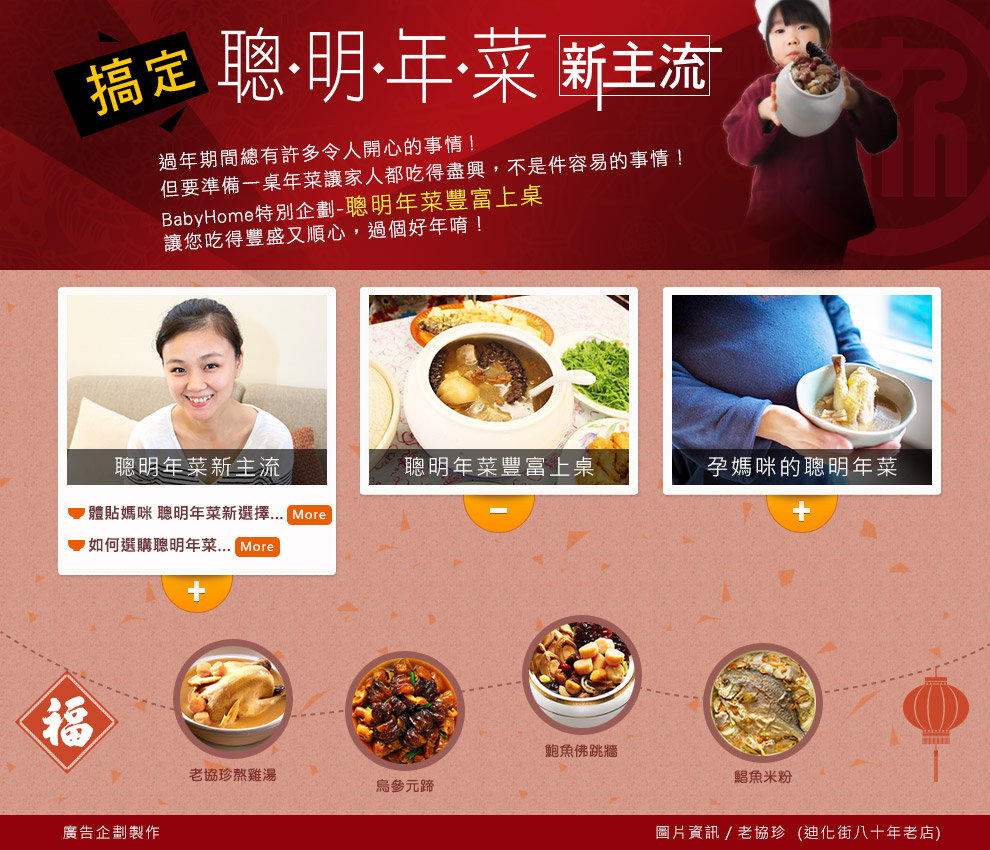 搞定 聰·明·年·菜 新主流
過年期間總有許多令人開心的事情！
但要準備一桌年菜讓家人都吃得盡興，不是件容易的事情！
BabyHome特別企劃-聰明年菜豐富上桌
讓您吃得豐盛又順心，過個好年唷！
聰明年菜新主流
聰明年菜豐富上桌
孕媽咪的聰明年菜
體貼媽咪 聰明年菜新選擇... More
如何選購聰明年菜... More
福
老協珍熬雞湯
烏參元蹄
鮑魚佛跳牆
鯧魚米粉
廣告企劃製作
圖片資訊 / 老協珍 (迪化街八十年老店)